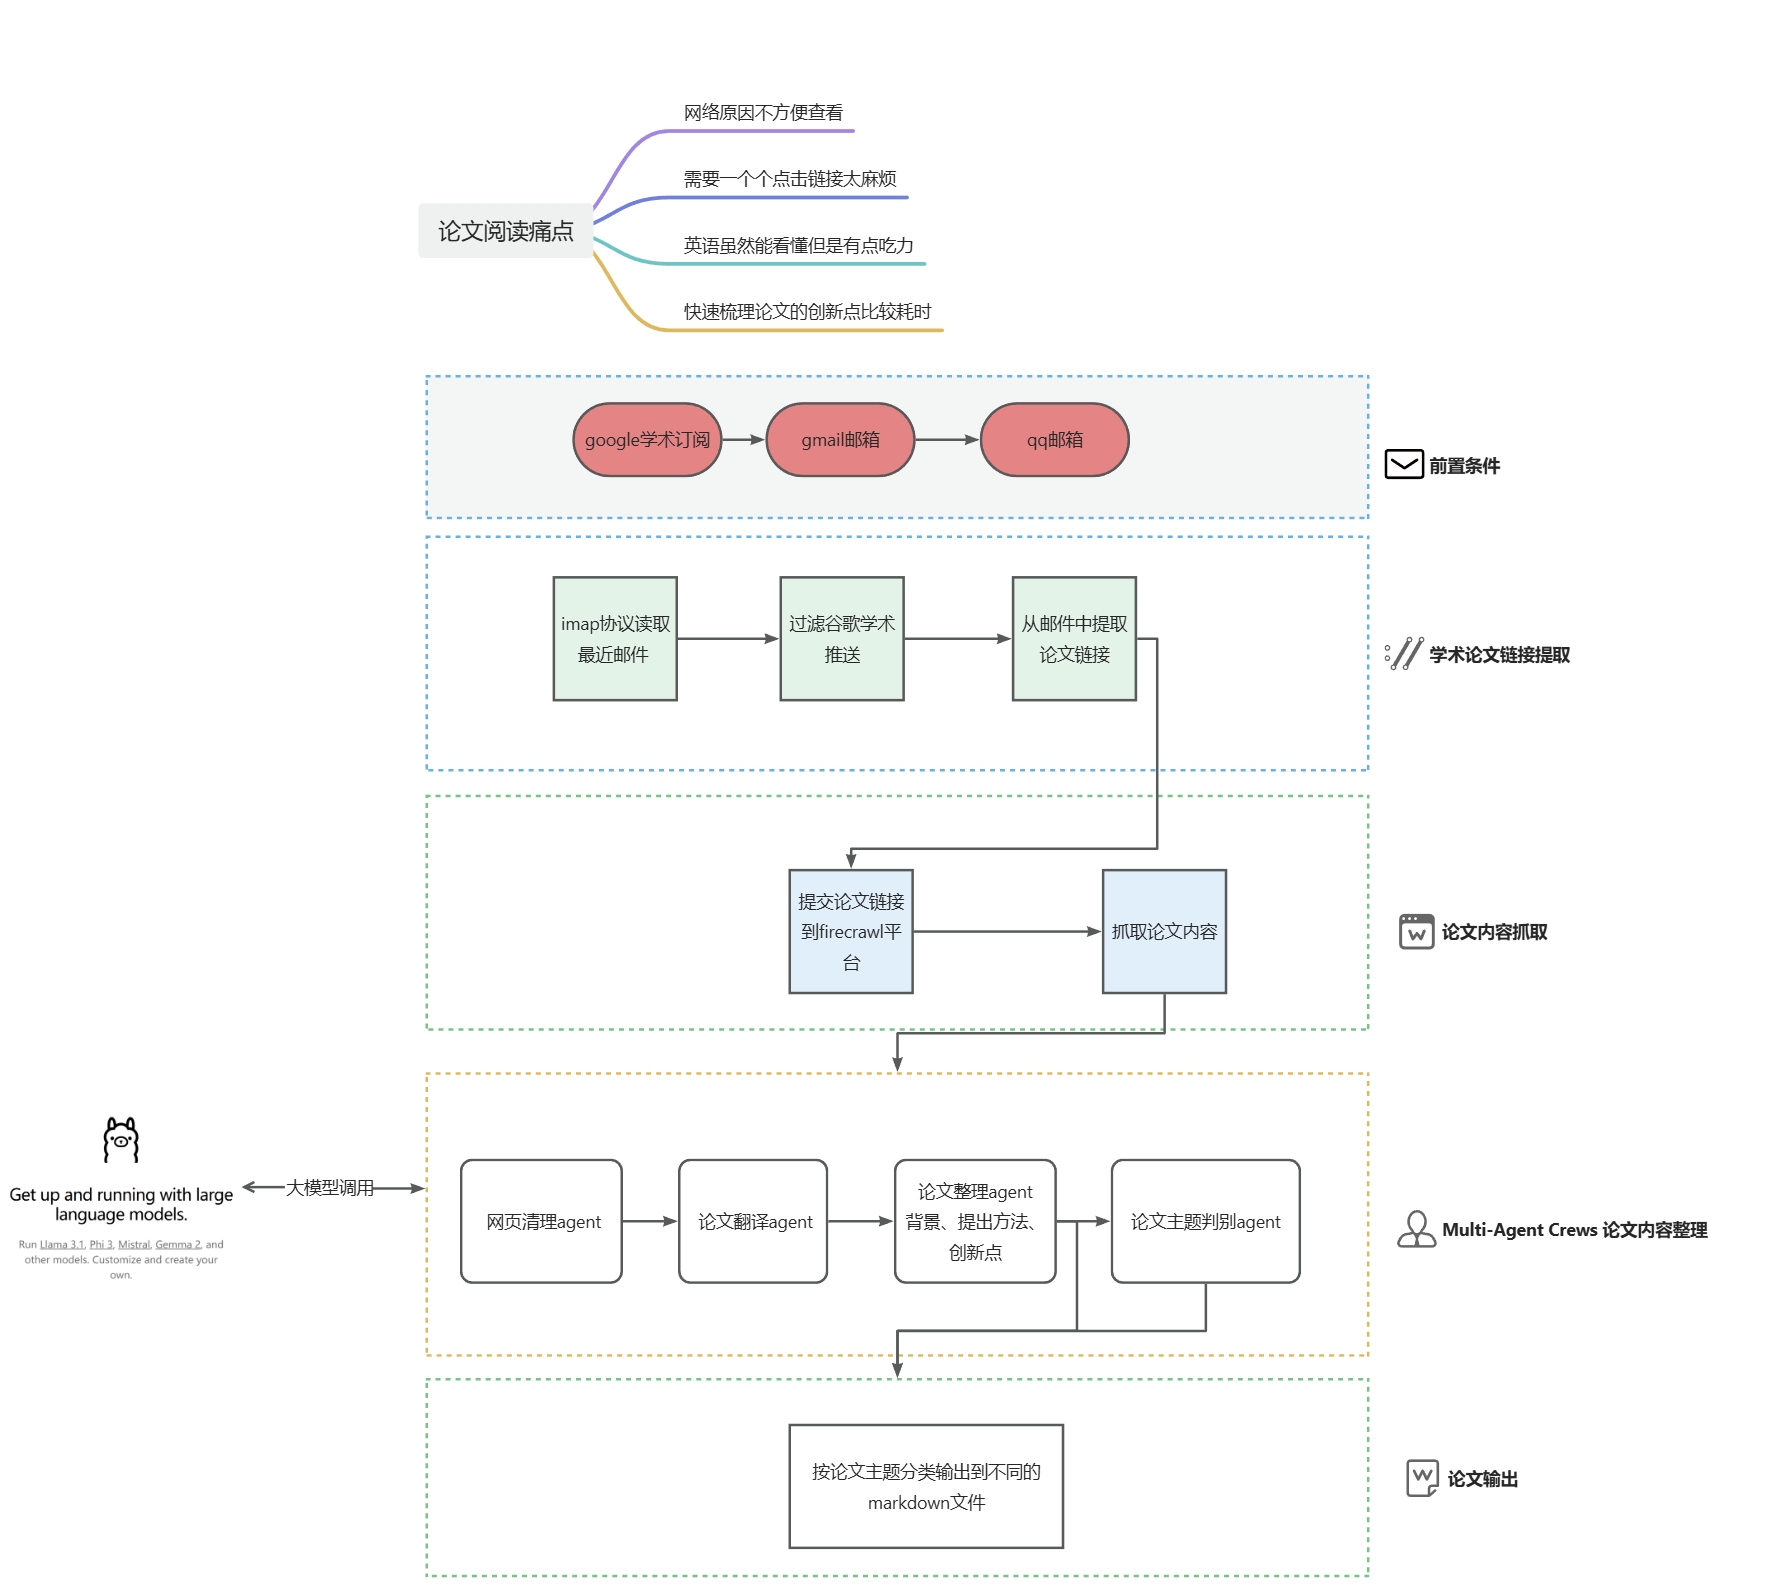 网络原因不方便查看
需要一个个点击链接太麻烦
论文阅读痛点
英语虽然能看懂但是有点吃力
快速梳理论文的创新点比较耗时
google学术订阅
gmail邮箱
qq邮箱
前置条件
imap协议读取
最近邮件
过滤谷歌学术
推送
从邮件中提取
论文链接
学术论文链接提取
提交论文链接
到firecrawl平
台
抓取论文内容
论文内容抓取
Get up and running with large
language models.
Run Llama 3.1, Phi 3, Mistral, Gemma 2, and
other models. Customize and create your
own.
大模型调用
网页清理agent
论文翻译agent
论文整理agent
背景、提出方法、
创新点
论文主题判别agent
Multi-Agent Crews 论文内容整理
按论文主题分类输出到不同的
markdown文件
论文输出